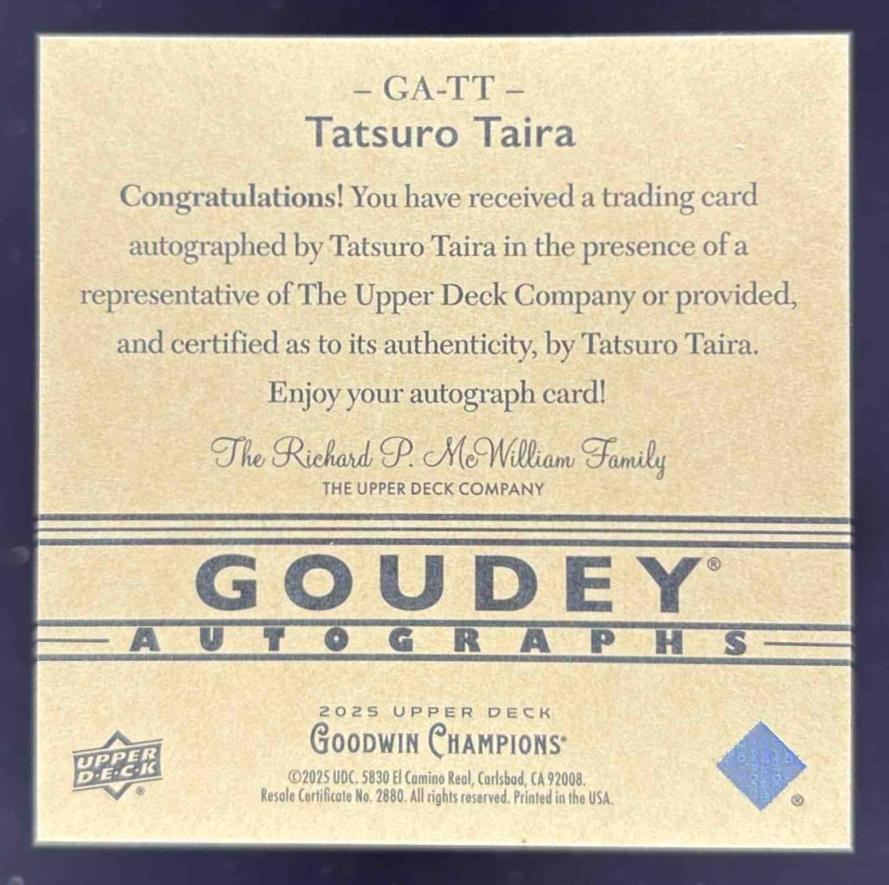 – GA-TT –
Tatsuro Taira
Congratulations! You have received a trading card
autographed by Tatsuro Taira in the presence of a
representative of The Upper Deck Company or provided,
and certified as to its authenticity, by Tatsuro Taira.
Enjoy your autograph card!
The Richard P. McWilliam Family
THE UPPER DECK COMPANY
GOUDEY®
AUTOGRAPHS
2025 UPPER DECK
GOODWIN CHAMPIONS®
UPPER
D·E·C·K
®
©2025 UDC. 5830 El Camino Real, Carlsbad, CA 92008.
Resale Certificate No. 2880. All rights reserved. Printed in the USA.
®